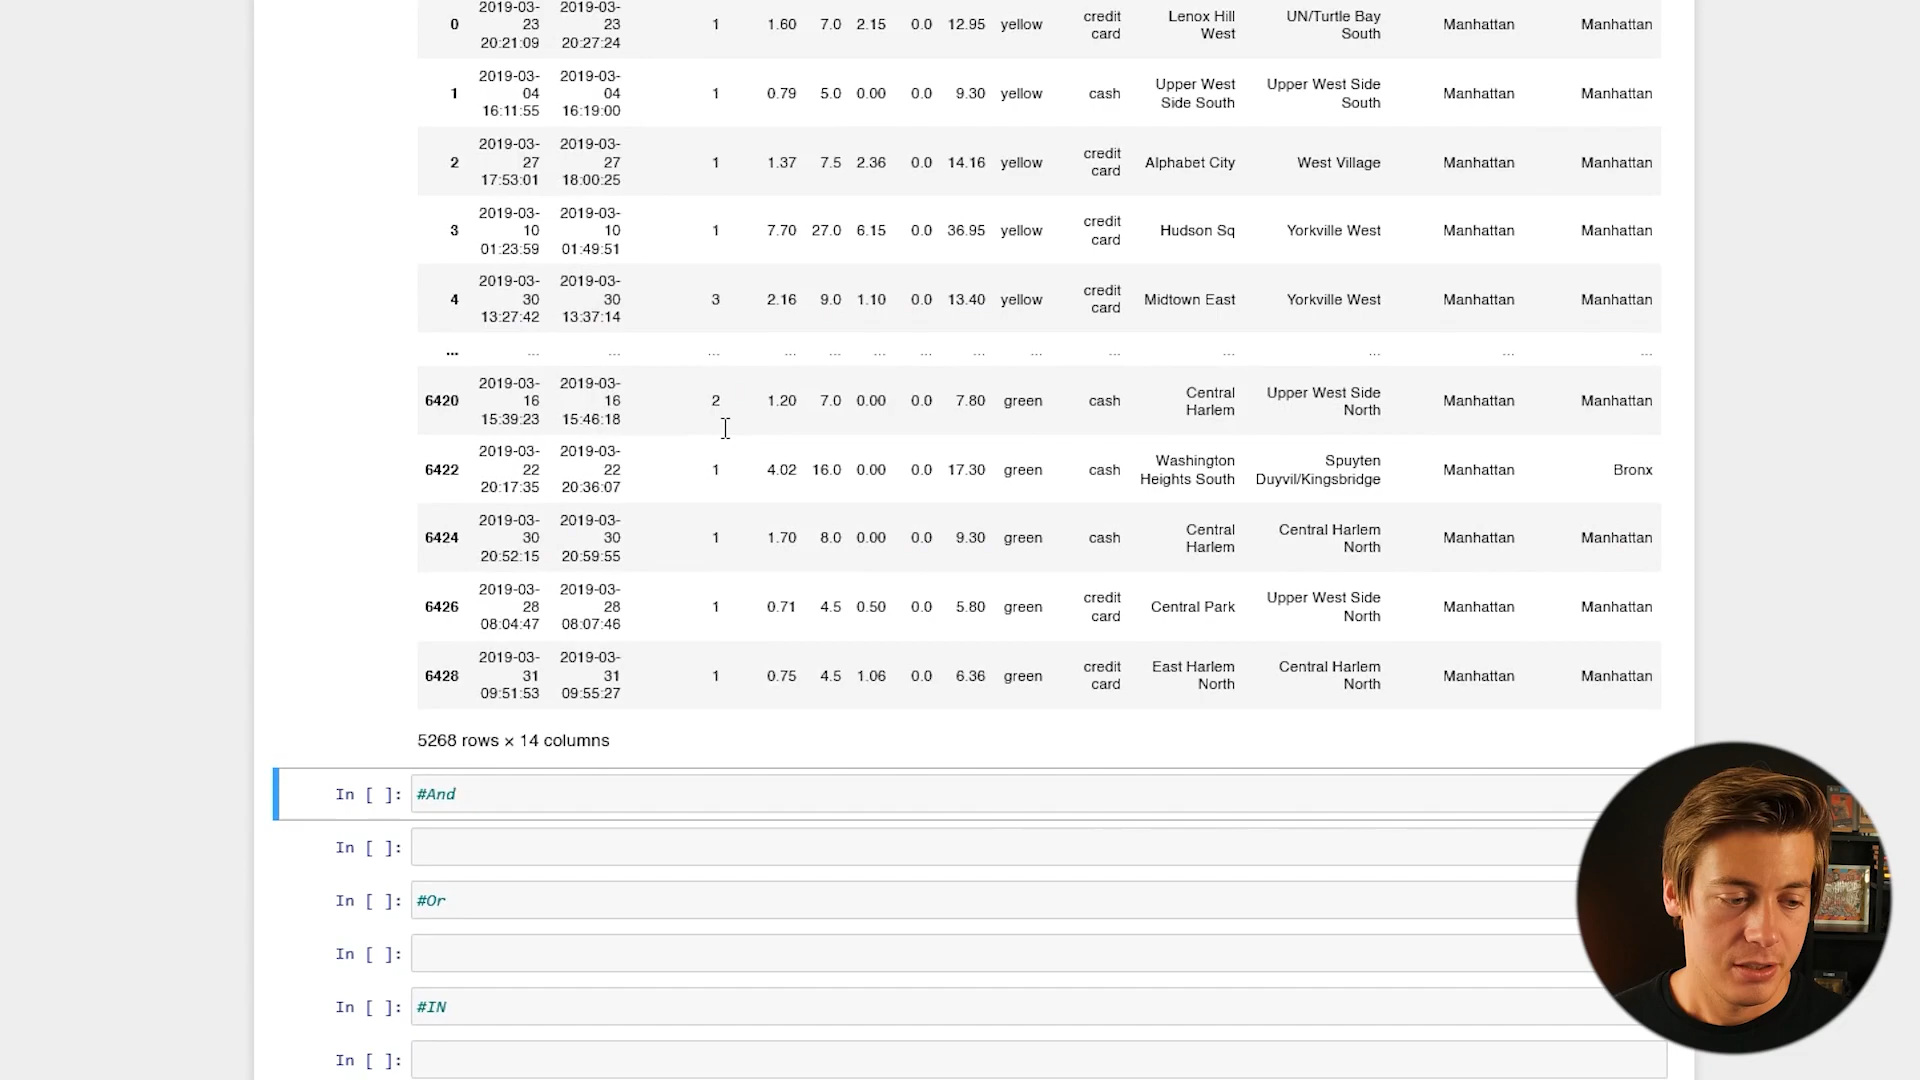 0 2019-03-23 20:21:09 2019-03-23 20:27:24 1 1.60 7.0 2.15 0.0 12.95 yellow credit card Lenox Hill West UN/Turtle Bay South Manhattan Manhattan
1 2019-03-04 16:11:55 2019-03-04 16:19:00 1 0.79 5.0 0.00 0.0 9.30 yellow cash Upper West Side South Upper West Side South Manhattan Manhattan
2 2019-03-27 17:53:01 2019-03-27 18:00:25 1 1.37 7.5 2.36 0.0 14.16 yellow credit card Alphabet City West Village Manhattan Manhattan
3 2019-03-10 01:23:59 2019-03-10 01:49:51 1 7.70 27.0 6.15 0.0 36.95 yellow credit card Hudson Sq Yorkville West Manhattan Manhattan
4 2019-03-30 13:27:42 2019-03-30 13:37:14 3 2.16 9.0 1.10 0.0 13.40 yellow credit card Midtown East Yorkville West Manhattan Manhattan
... ... ... ... ... ... ... ... ... ... ... ... ... ... ...
6420 2019-03-16 15:39:23 2019-03-16 15:46:18 2 1.20 7.0 0.00 0.0 7.80 green cash Central Harlem Upper West Side North Manhattan Manhattan
6422 2019-03-22 20:17:35 2019-03-22 20:36:07 1 4.02 16.0 0.00 0.0 17.30 green cash Washington Heights South Spuyten Duyvil/Kingsbridge Manhattan Bronx
6424 2019-03-30 20:52:15 2019-03-30 20:59:55 1 1.70 8.0 0.00 0.0 9.30 green cash Central Harlem Central Harlem North Manhattan Manhattan
6426 2019-03-28 08:04:47 2019-03-28 08:07:46 1 0.71 4.5 0.50 0.0 5.80 green credit card Central Park Upper West Side North Manhattan Manhattan
6428 2019-03-31 09:51:53 2019-03-31 09:55:27 1 0.75 4.5 1.06 0.0 6.36 green credit card East Harlem North Central Harlem North Manhattan Manhattan
5268 rows × 14 columns
In [ ]: #And
In [ ]:
In [ ]: #Or
In [ ]:
In [ ]: #IN
In [ ]: